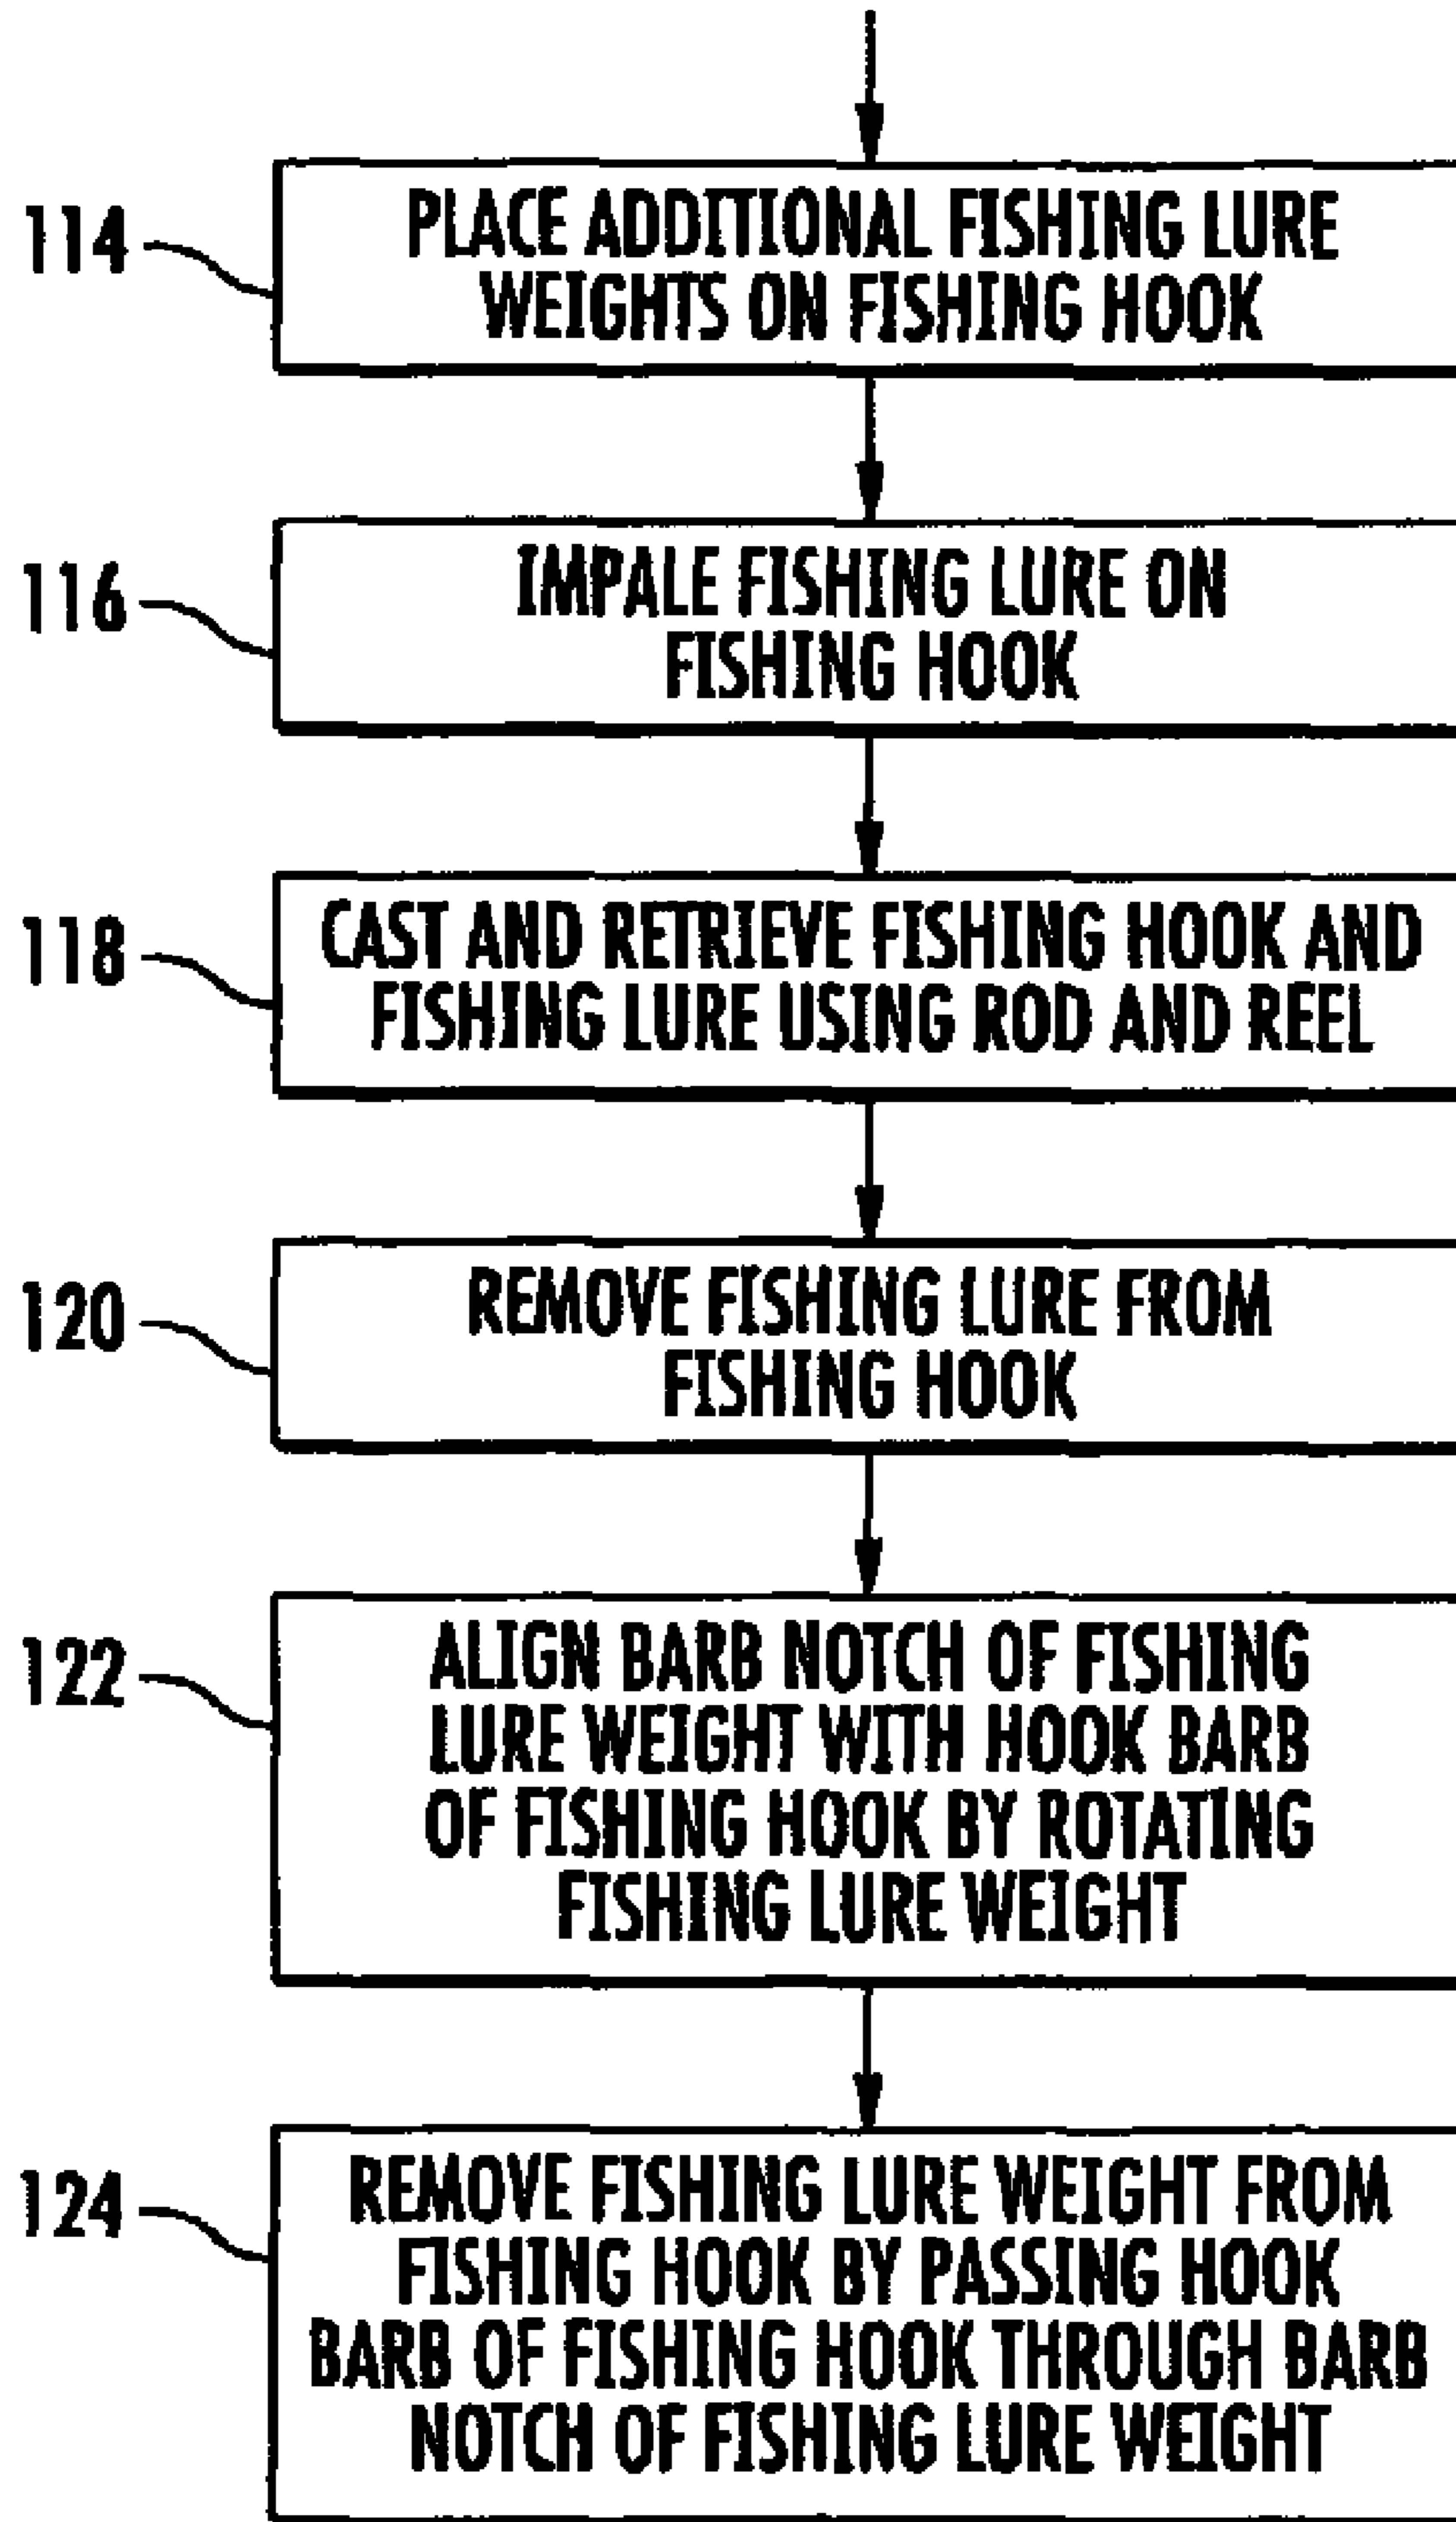 114
PLACE ADDITIONAL FISHING LURE
WEIGHTS ON FISHING HOOK
116
IMPALE FISHING LURE ON
FISHING HOOK
118
CAST AND RETRIEVE FISHING HOOK AND
FISHING LURE USING ROD AND REEL
120
REMOVE FISHING LURE FROM
FISHING HOOK
122
ALIGN BARB NOTCH OF FISHING
LURE WEIGHT WITH HOOK BARB
OF FISHING HOOK BY ROTATING
FISHING LURE WEIGHT
124
REMOVE FISHING LURE WEIGHT FROM
FISHING HOOK BY PASSING HOOK
BARB OF FISHING HOOK THROUGH BARB
NOTCH OF FISHING LURE WEIGHT